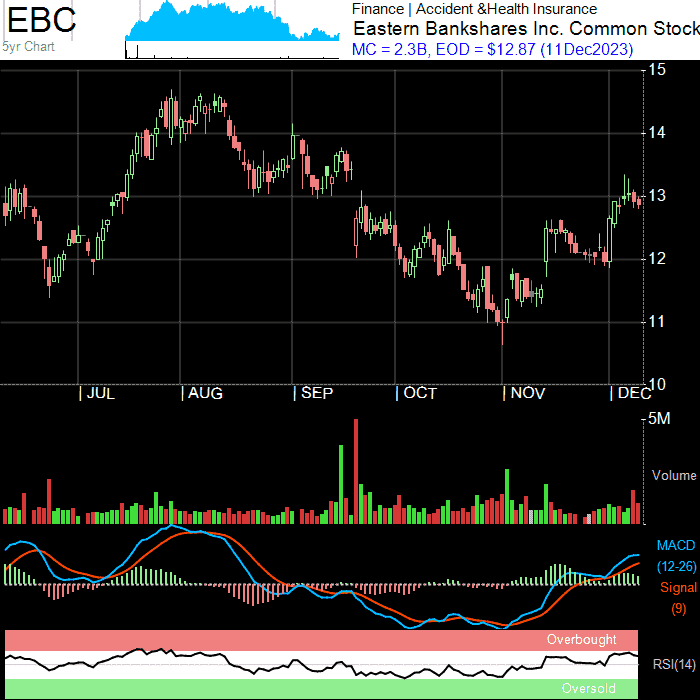 EBC
5yr Chart
Finance | Accident &Health Insurance
Eastern Bankshares Inc. Common Stock
MC = 2.3B, EOD = $12.87 (11Dec2023)
15
14
13
12
11
10
| JUL | AUG | SEP | OCT | NOV | DEC
5M
Volume
MACD
(12-26)
Signal
(9)
Overbought
RSI(14)
Oversold